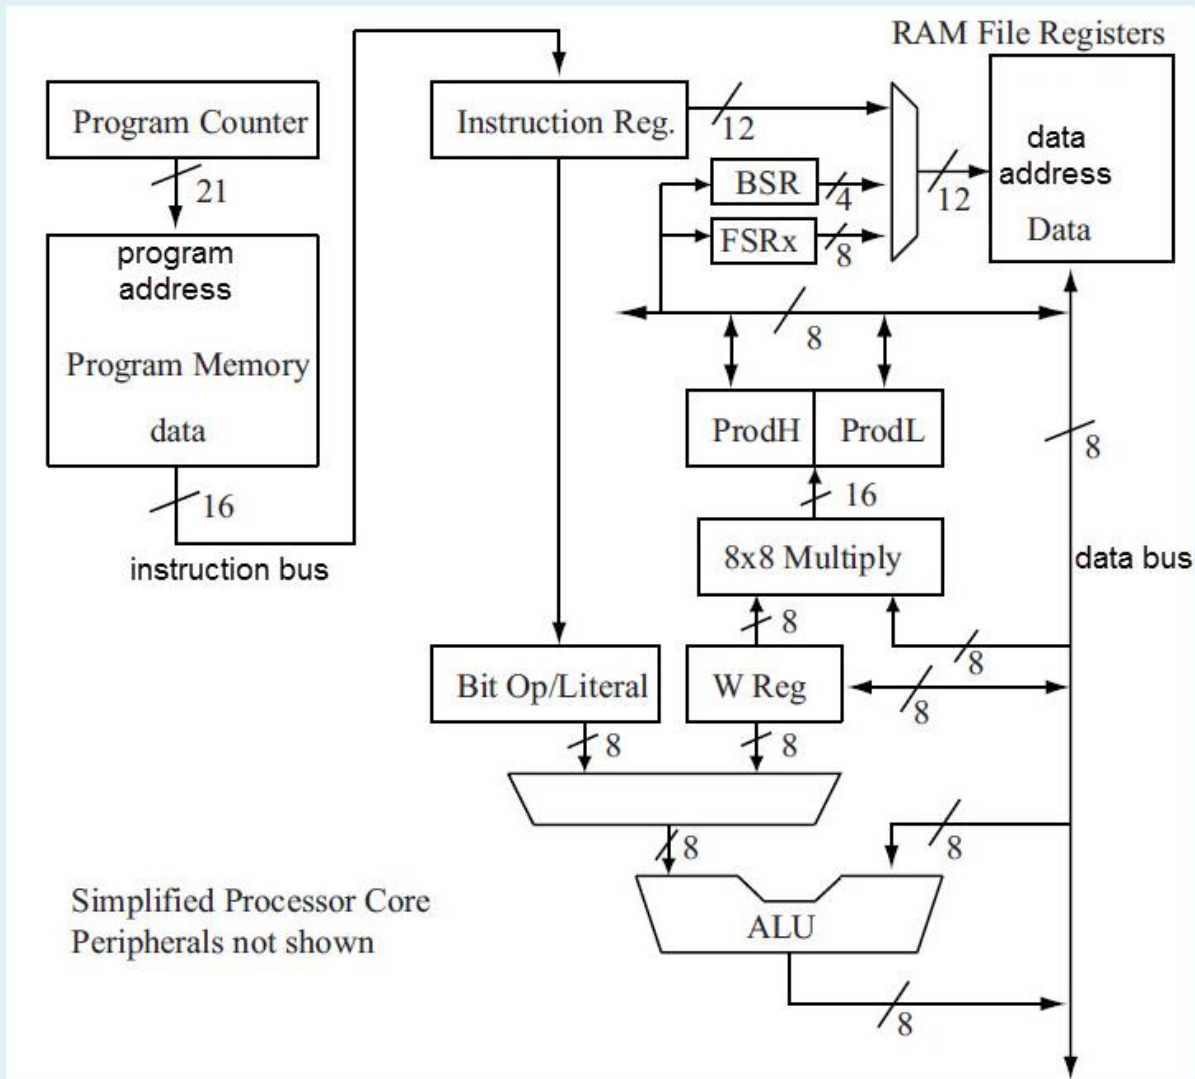 RAM File Registers
Program Counter
Instruction Reg.
12
data
address
Data
BSR
4
12
FSRx
8
21
program
address
Program Memory
data
8
ProdH
ProdL
8
16
16
instruction bus
8x8 Multiply
data bus
8
8
Bit Op/Literal
W Reg
8
8
8
8
8
ALU
Simplified Processor Core
Peripherals not shown
8